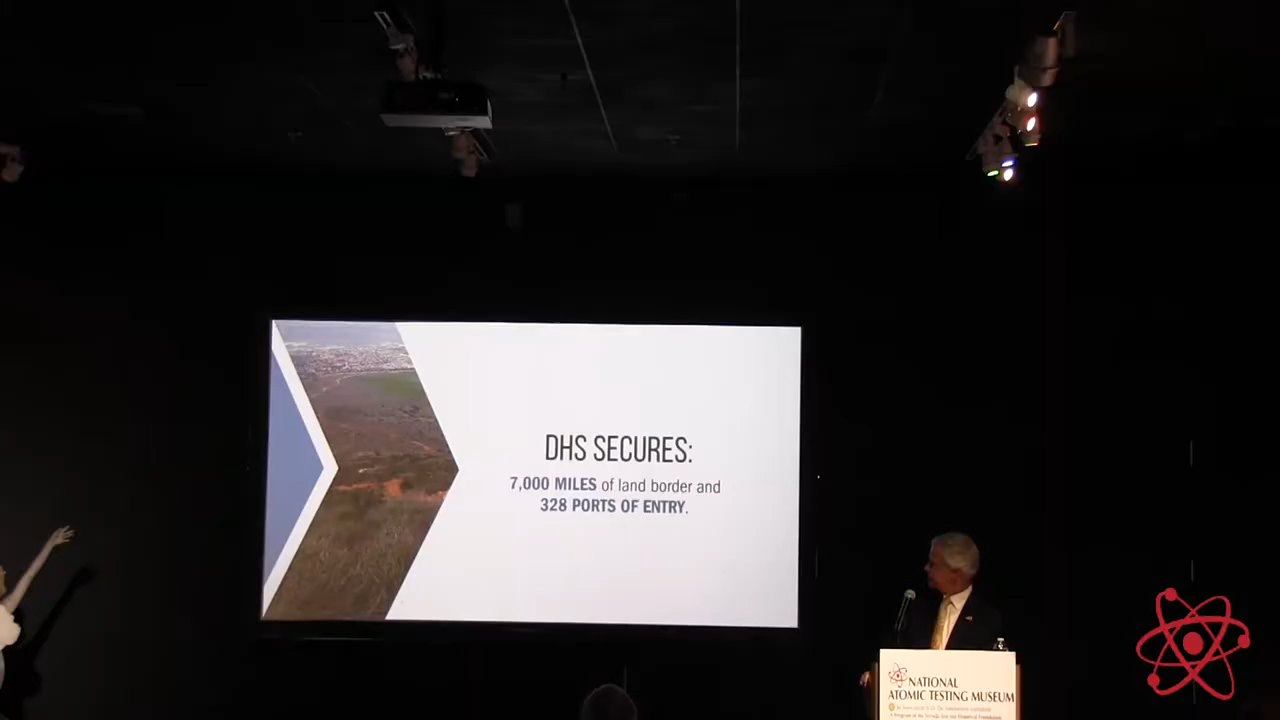 DHS SECURES:
7,000 MILES of land border and
328 PORTS OF ENTRY.
NATIONAL
ATOMIC TESTING MUSEUM